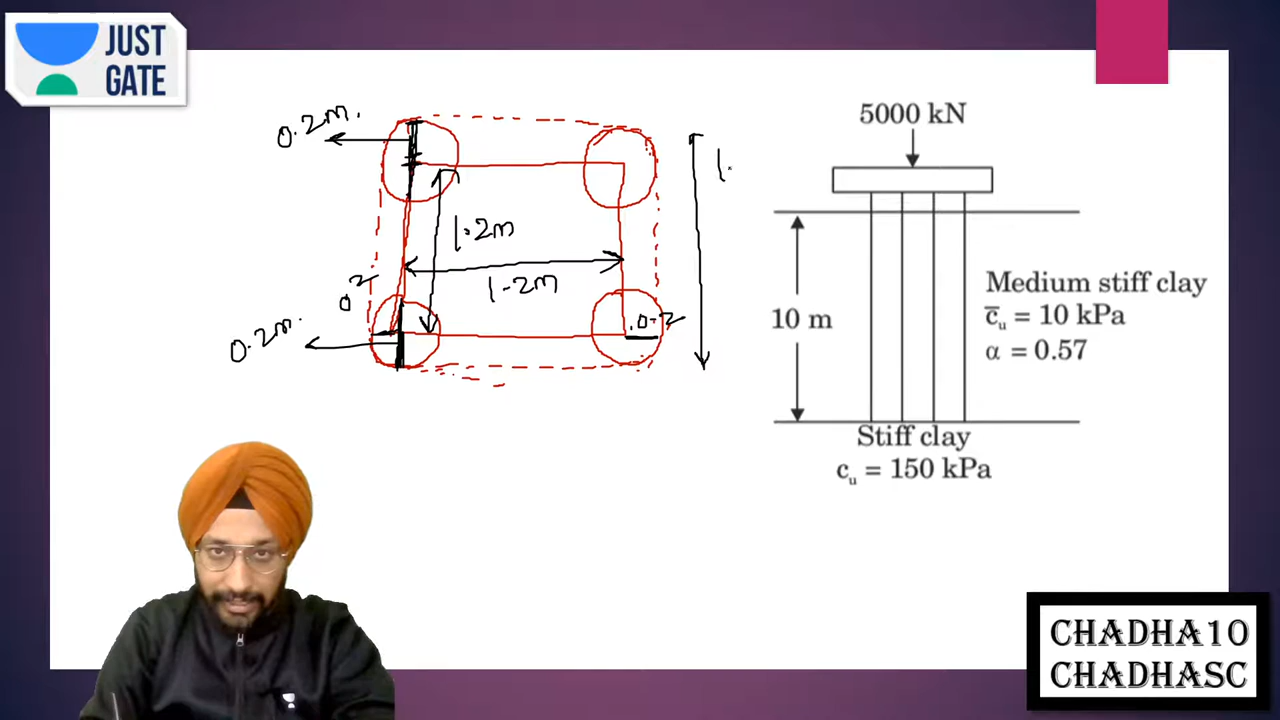 JUST
GATE
0.2m.
1.
1.2m
1.2m
0.2
0.2
0.2m.
5000 kN
10 m
Medium stiff clay
c̅u = 10 kPa
α = 0.57
Stiff clay
cu = 150 kPa
CHADHA10
CHADHASC